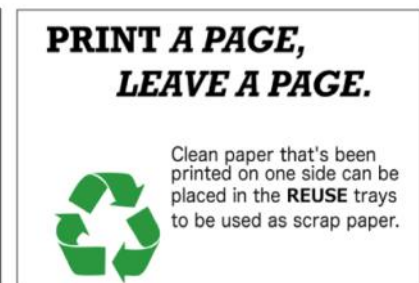 PRINT A PAGE,
LEAVE A PAGE.
Clean paper that's been
printed on one side can be
placed in the REUSE trays
to be used as scrap paper.